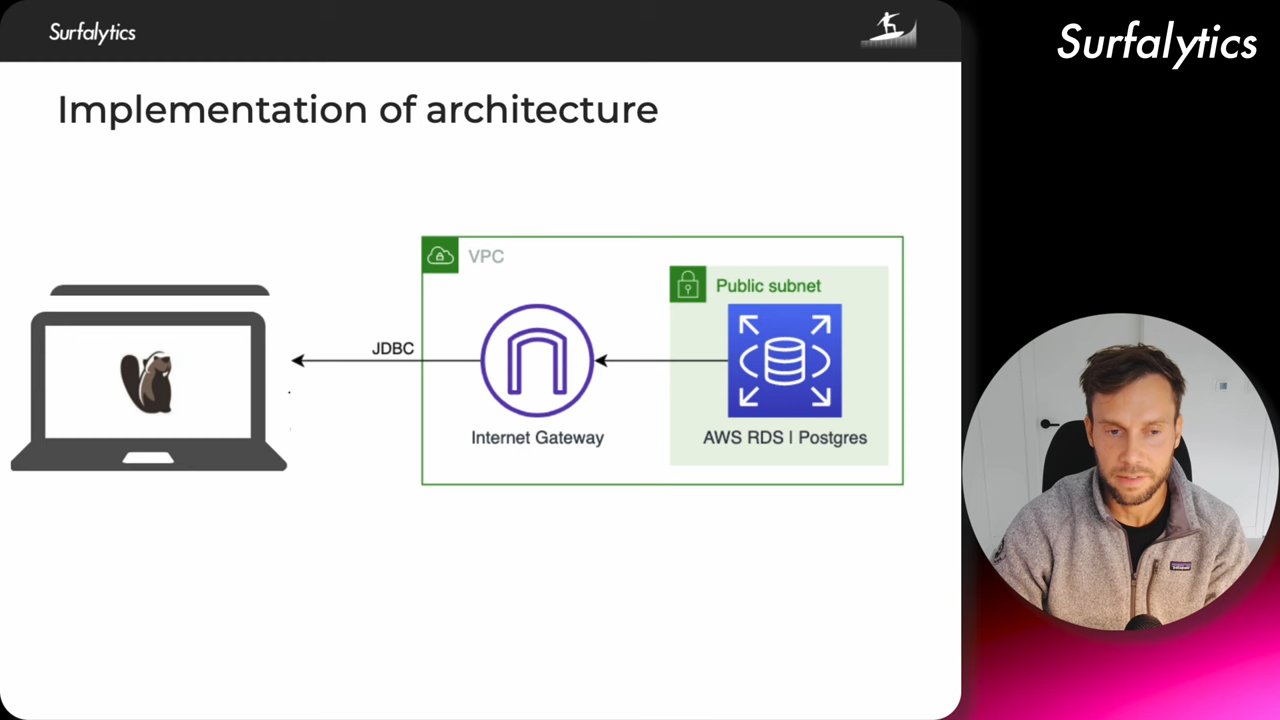 Surfalytics
Surfalytics
Implementation of architecture
VPC
Public subnet
JDBC
Internet Gateway
AWS RDS | Postgres